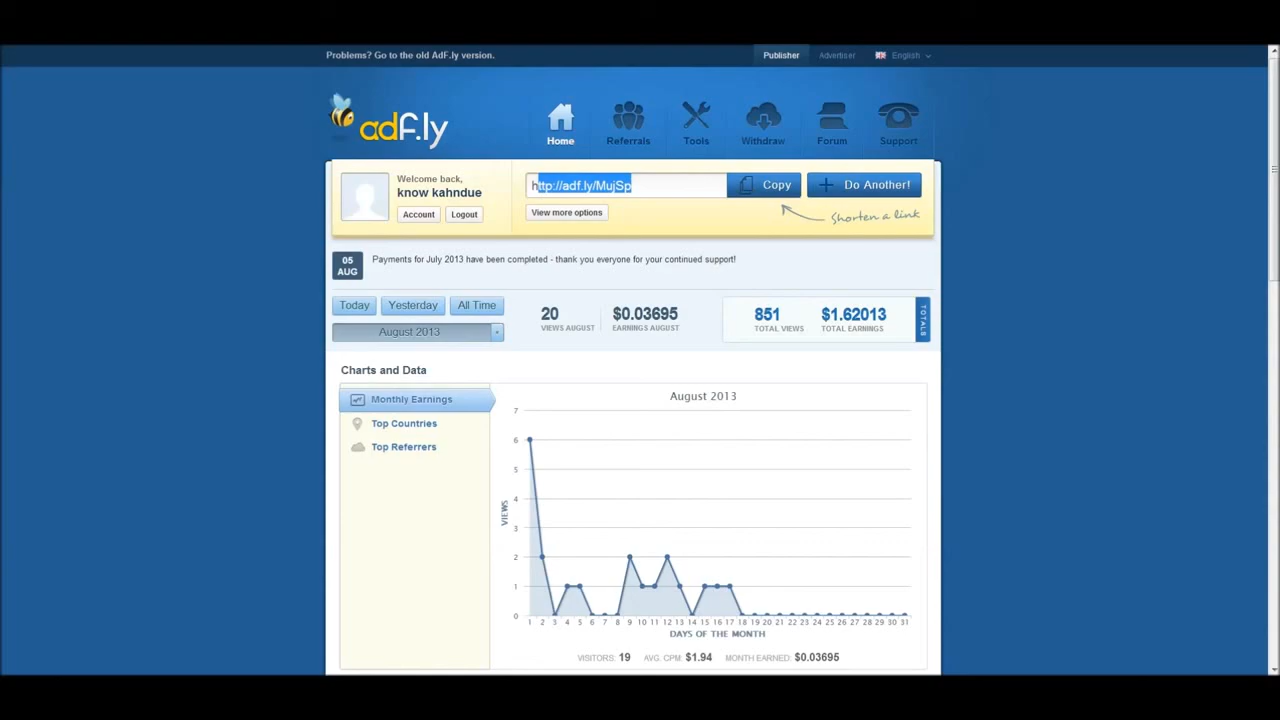 Problems? Go to the old AdF.ly version.
Publisher
Advertiser
English
adf.ly
Home
Referrals
Tools
Withdraw
Forum
Support
Welcome back,
know kahndue
Account
Logout
http://adf.ly/MujSp
Copy
Do Another!
View more options
Shorten a link
05
AUG
Payments for July 2013 have been completed - thank you everyone for your continued support!
Today
Yesterday
All Time
August 2013
20
VIEWS AUGUST
$0.03695
EARNINGS AUGUST
851
TOTAL VIEWS
$1.62013
TOTAL EARNINGS
TOTALS
Charts and Data
Monthly Earnings
Top Countries
Top Referrers
August 2013
7
6
5
4
3
2
1
0
VIEWS
1 2 3 4 5 6 7 8 9 10 11 12 13 14 15 16 17 18 19 20 21 22 23 24 25 26 27 28 29 30 31
DAYS OF THE MONTH
VISITORS: 19 AVG. CPM: $1.94 MONTH EARNED: $0.03695